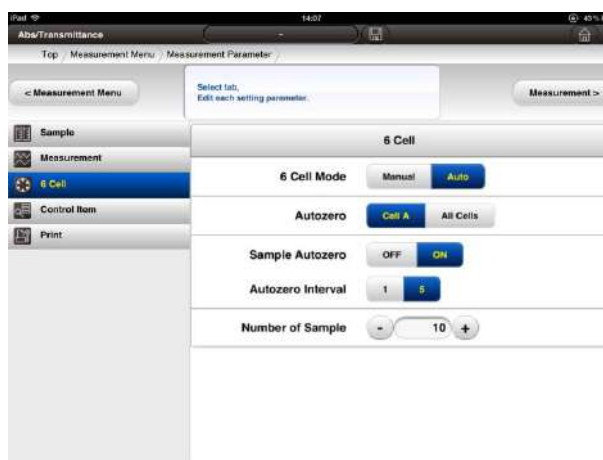 iPad 14:07 45%
Abs/Transmittance -
Top / Measurement Menu / Measurement Parameter /
< Measurement Menu
Select tab,
Edit each setting parameter.
Measurement >
Sample
Measurement
6 Cell
Control Item
Print
6 Cell
6 Cell Mode Manual Auto
Autozero Cell A All Cells
Sample Autozero OFF ON
Autozero Interval 1 5
Number of Sample - 10 +